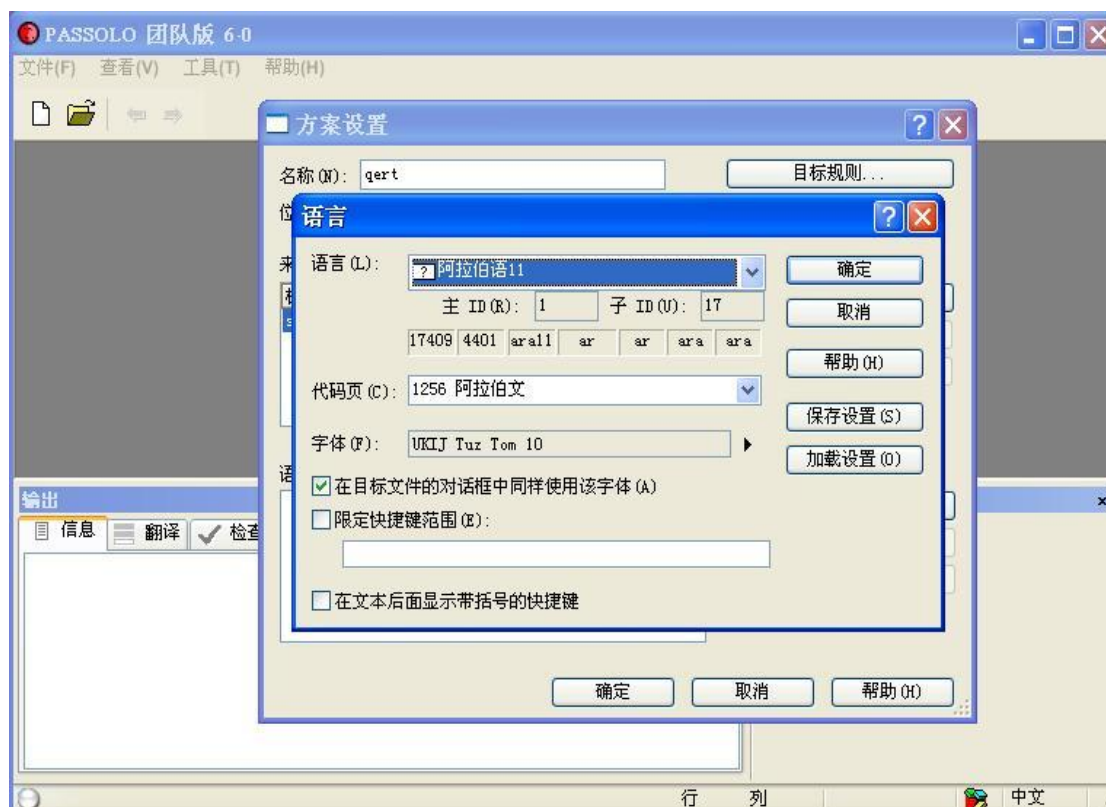 PASSOLO 团队版 6.0
文件(F) 查看(V) 工具(T) 帮助(H)
方案设置
名称(N): qert 目标规则...
位
语言
来
语言(L): 阿拉伯语11 确定
主 ID(R): 1 子 ID(U): 17 取消
17409 4401 ara11 ar ar ara ara
帮助(H)
代码页(C): 1256 阿拉伯文
保存设置(S)
字体(F): UKIJ Tuz Tom 10
加载设置(O)
语
在目标文件的对话框中同样使用该字体(A)
输出
限定快捷键范围(E):
信息 翻译 检查
在文本后面显示带括号的快捷键
确定 取消 帮助(H)
行 列 中文